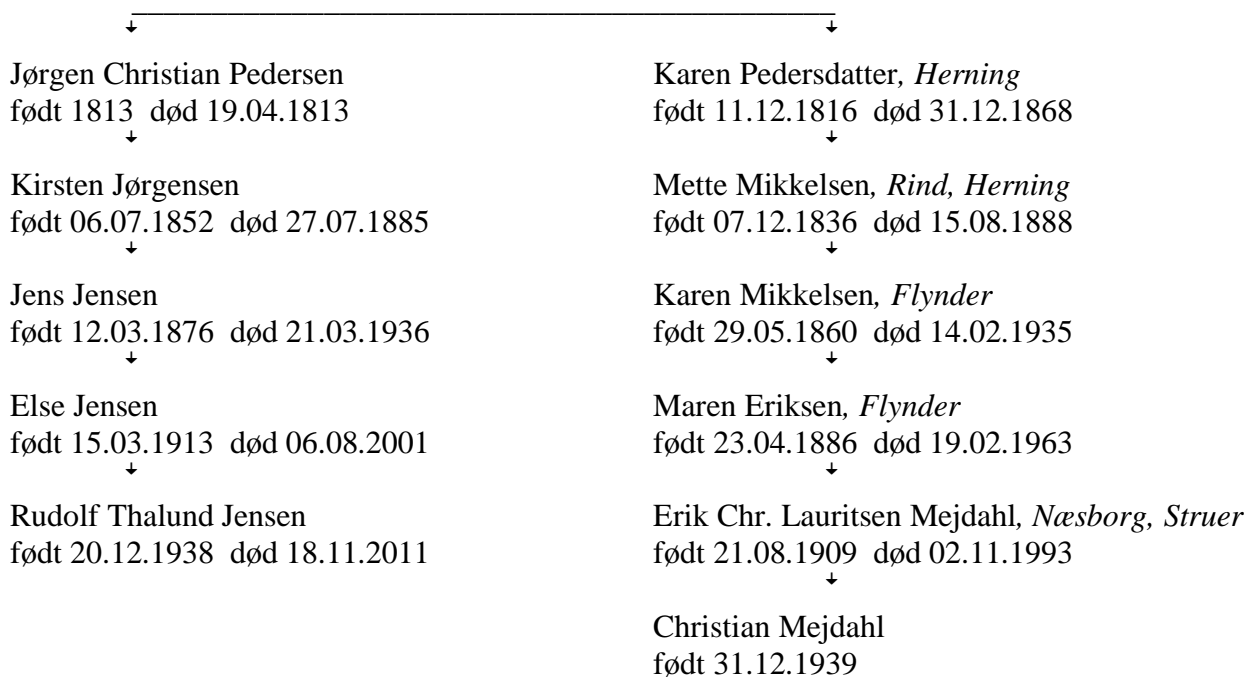 Jørgen Christian Pedersen
født 1813 død 19.04.1813
Kirsten Jørgensen
født 06.07.1852 død 27.07.1885
Jens Jensen
født 12.03.1876 død 21.03.1936
Else Jensen
født 15.03.1913 død 06.08.2001
Rudolf Thalund Jensen
født 20.12.1938 død 18.11.2011
Karen Pedersdatter, Herning
født 11.12.1816 død 31.12.1868
Mette Mikkelsen, Rind, Herning
født 07.12.1836 død 15.08.1888
Karen Mikkelsen, Flynder
født 29.05.1860 død 14.02.1935
Maren Eriksen, Flynder
født 23.04.1886 død 19.02.1963
Erik Chr. Lauritsen Mejdahl, Næsborg, Struer
født 21.08.1909 død 02.11.1993
Christian Mejdahl
født 31.12.1939